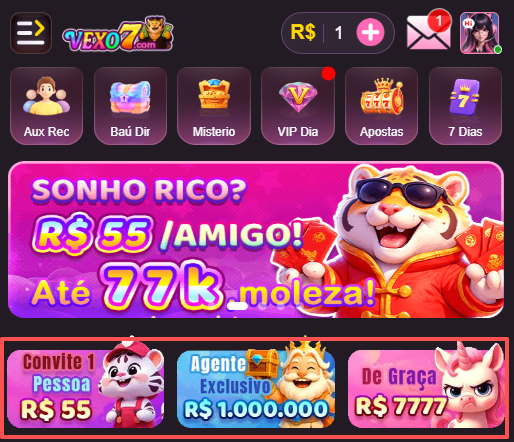 VEXO7.com
R$ 1
1
Hi
Aux Rec
Baú Dir
Misterio
VIP Dia
Apostas
7 Dias
7
SONHO RICO?
R$ 55 /AMIGO!
Até 77k .moleza!
Convite 1
Pessoa
R$ 55
Agente
Exclusivo
R$ 1.000.000
De Graça
R$ 7777